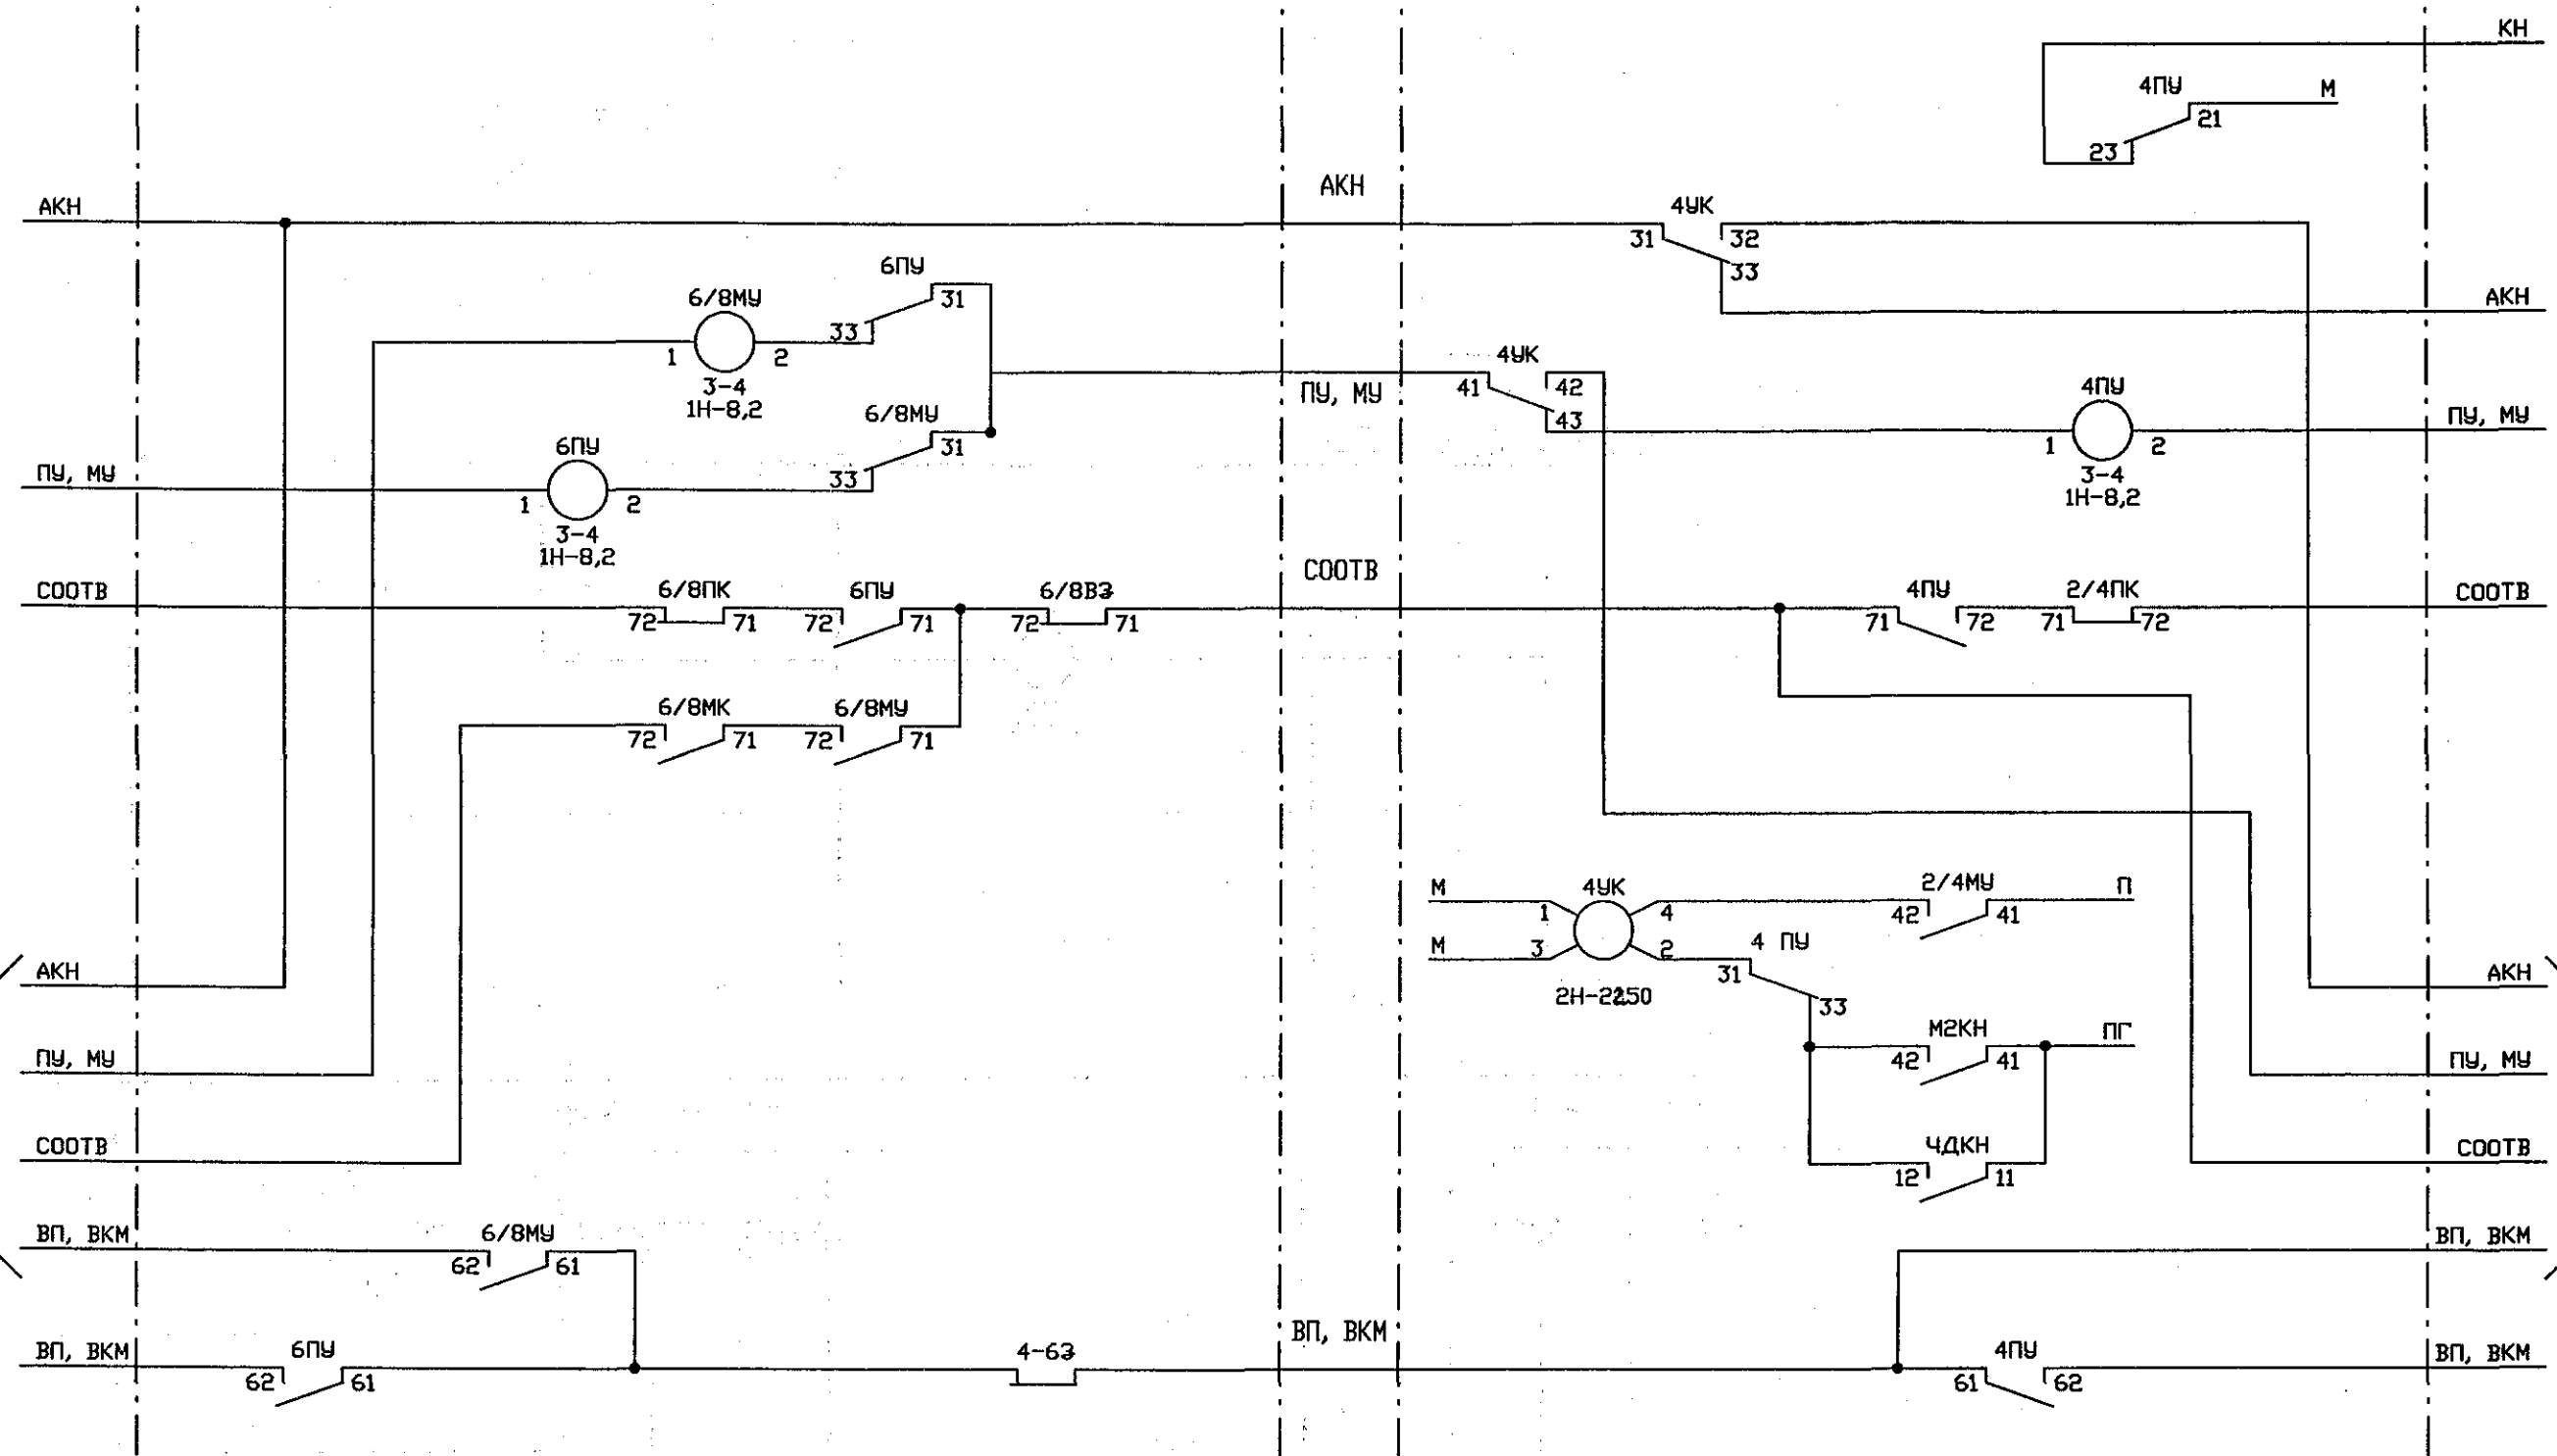 КН
4ПУ М
21
23
АКН
АКН
4УК
31 32
33
6ПУ
31
33
6/8МУ
1 2
3-4
1Н-8,2
АКН
4УК
41 42
43
ПУ, МУ
4ПУ
1 2
3-4
1Н-8,2
ПУ, МУ
6/8МУ
31
33
ПУ, МУ
6ПУ
1 2
3-4
1Н-8,2
СООТВ
СООТВ
6/8ПК 6ПУ 6/8ВЗ
72 71 72 71 72 71
4ПУ 2/4ПК
71 72 71 72
СООТВ
6/8МК 6/8МУ
72 71 72 71
М 4УК 2/4МУ П
1 4 42 41
М 3 2 4 ПУ
31
33
АКН
АКН
М2КН ПГ
42 41
ПУ, МУ
ПУ, МУ
СООТВ
ЧДКН
12 11
СООТВ
ВП, ВКМ
6/8МУ
62 61
ВП, ВКМ
ВП, ВКМ
ВП, ВКМ
6ПУ
62 61
4-6З
4ПУ
61 62
ВП, ВКМ